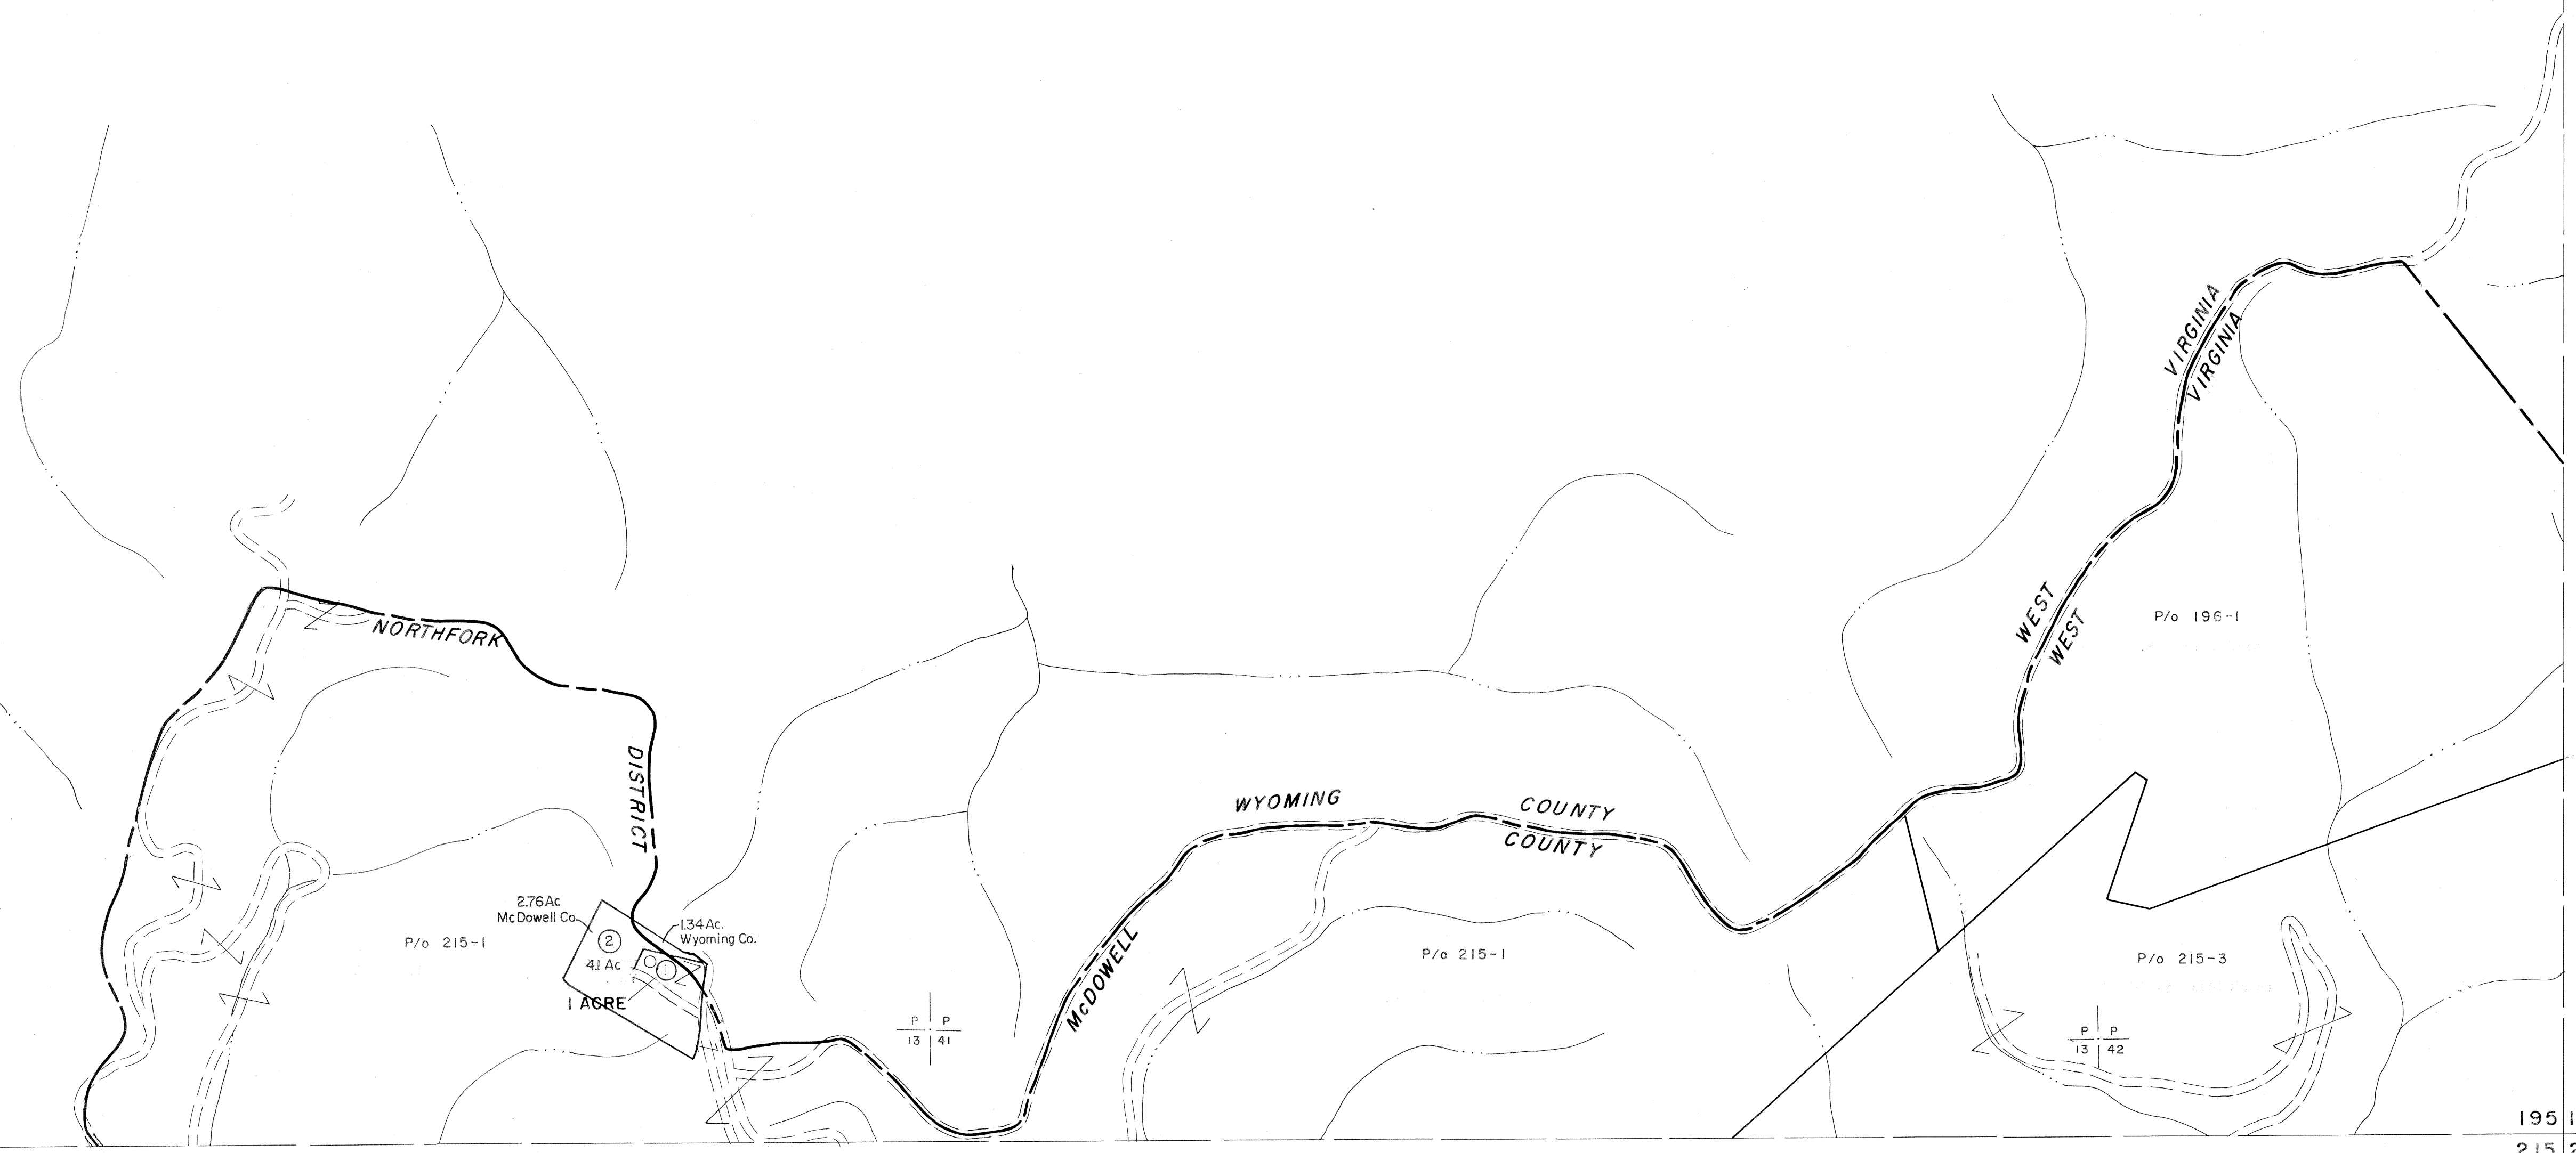 VIRGINIA
VIRGINIA
WEST
WEST
P/o 196-1
NORTHFORK
DISTRICT
WYOMING COUNTY
McDOWELL COUNTY
2.76 Ac
McDowell Co.
1.34 Ac.
Wyoming Co.
P/o 215-1
2
4.1 Ac
1
1 ACRE
P/o 215-1
P/o 215-3
P P
13 41
P P
13 42
195 1
215 2